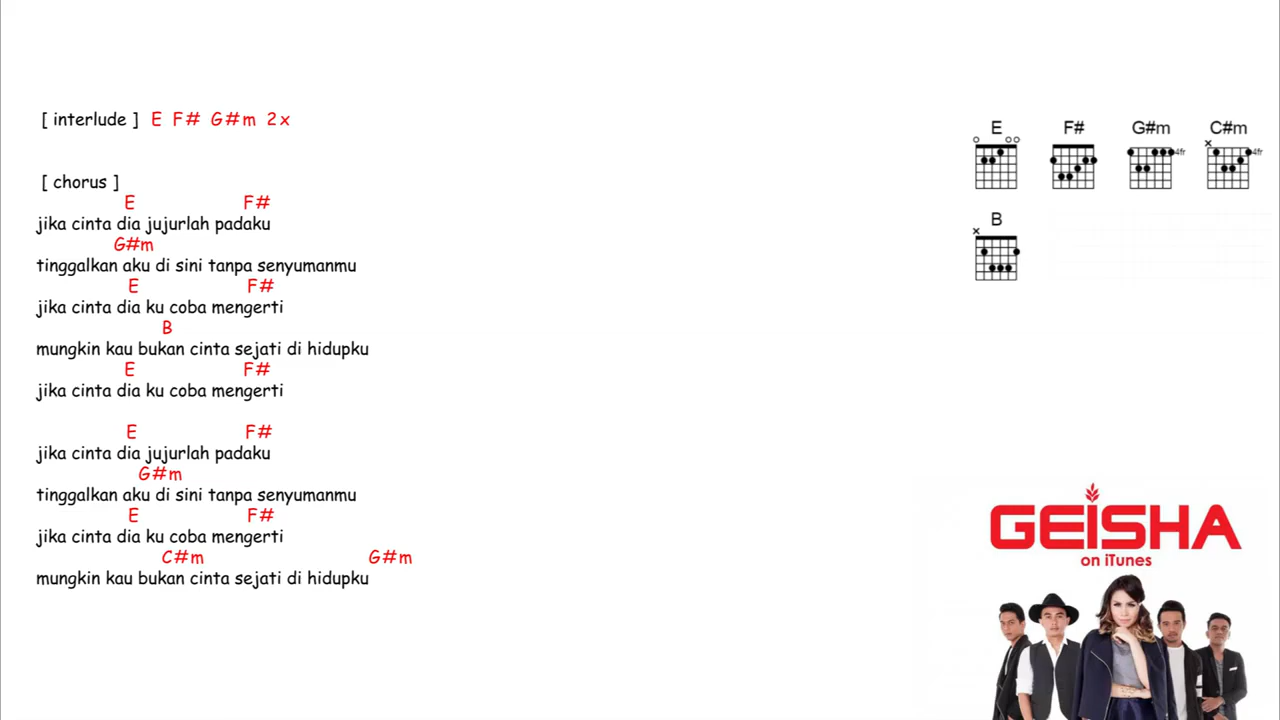 [ interlude ] E F# G#m 2x
[ chorus ]
E F#
jika cinta dia jujurlah padaku
G#m
tinggalkan aku di sini tanpa senyumanmu
E F#
jika cinta dia ku coba mengerti
B
mungkin kau bukan cinta sejati di hidupku
E F#
jika cinta dia ku coba mengerti
E F#
jika cinta dia jujurlah padaku
G#m
tinggalkan aku di sini tanpa senyumanmu
E F#
jika cinta dia ku coba mengerti
C#m G#m
mungkin kau bukan cinta sejati di hidupku
E F# G#m C#m
x
4fr 4fr
B
x
GEISHA
on iTunes